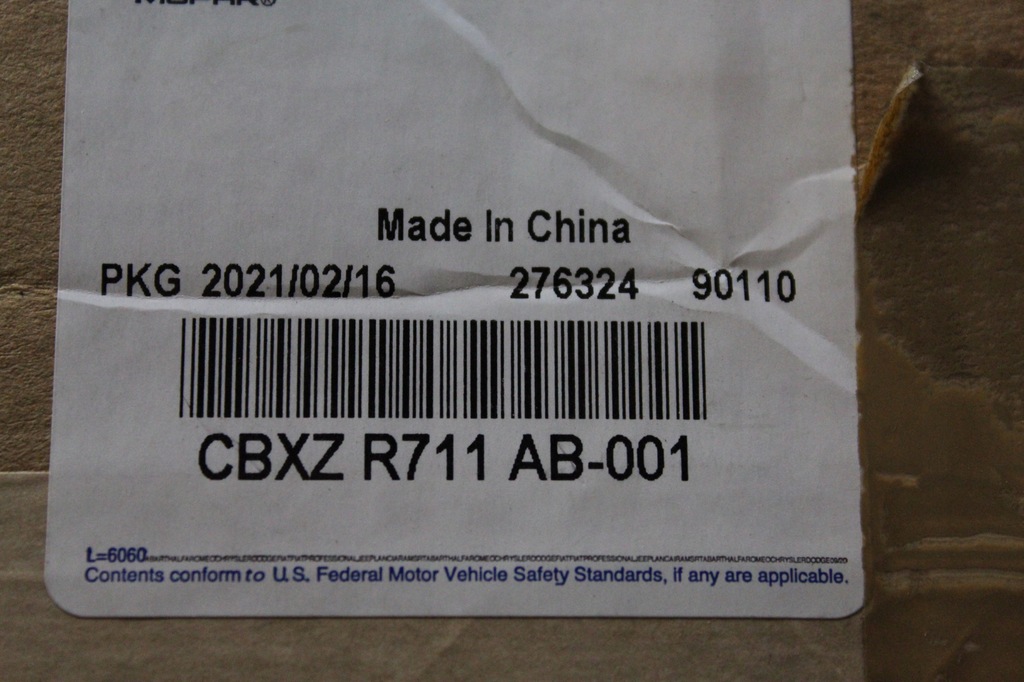 MOPAR®
Made In China
PKG 2021/02/16 276324 90110
CBXZ R711 AB-001
L=6060
Contents conform to U.S. Federal Motor Vehicle Safety Standards, if any are applicable.